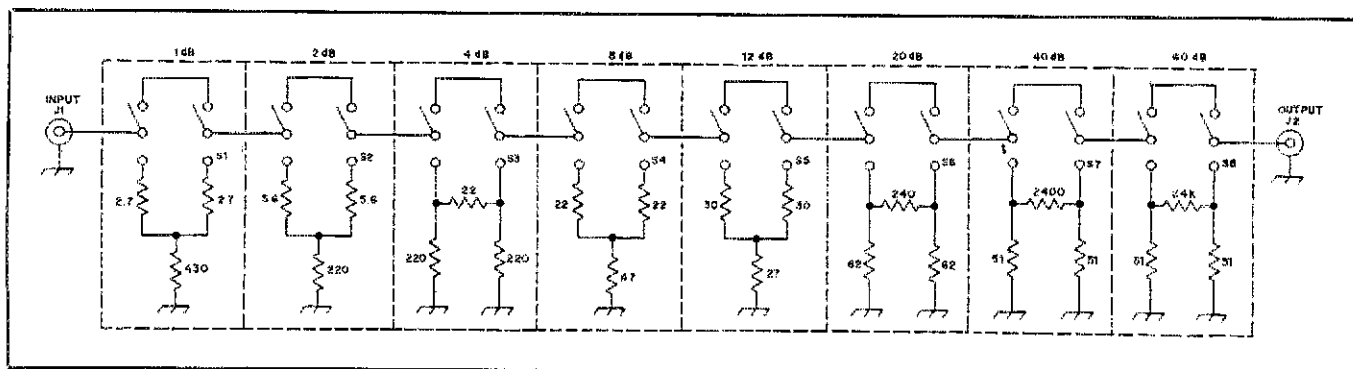 1 dB 2 dB 4 dB 8 dB 12 dB 20 dB 40 dB 60 dB
INPUT
J1
OUTPUT
J2
S1 S2 S3 S4 S5 S6 S7 S8
2.7 2.7 5.6 5.6 22 22 22 30 30 240 2400 24K
430 220 220 220 47 27 62 62 51 51 51 51